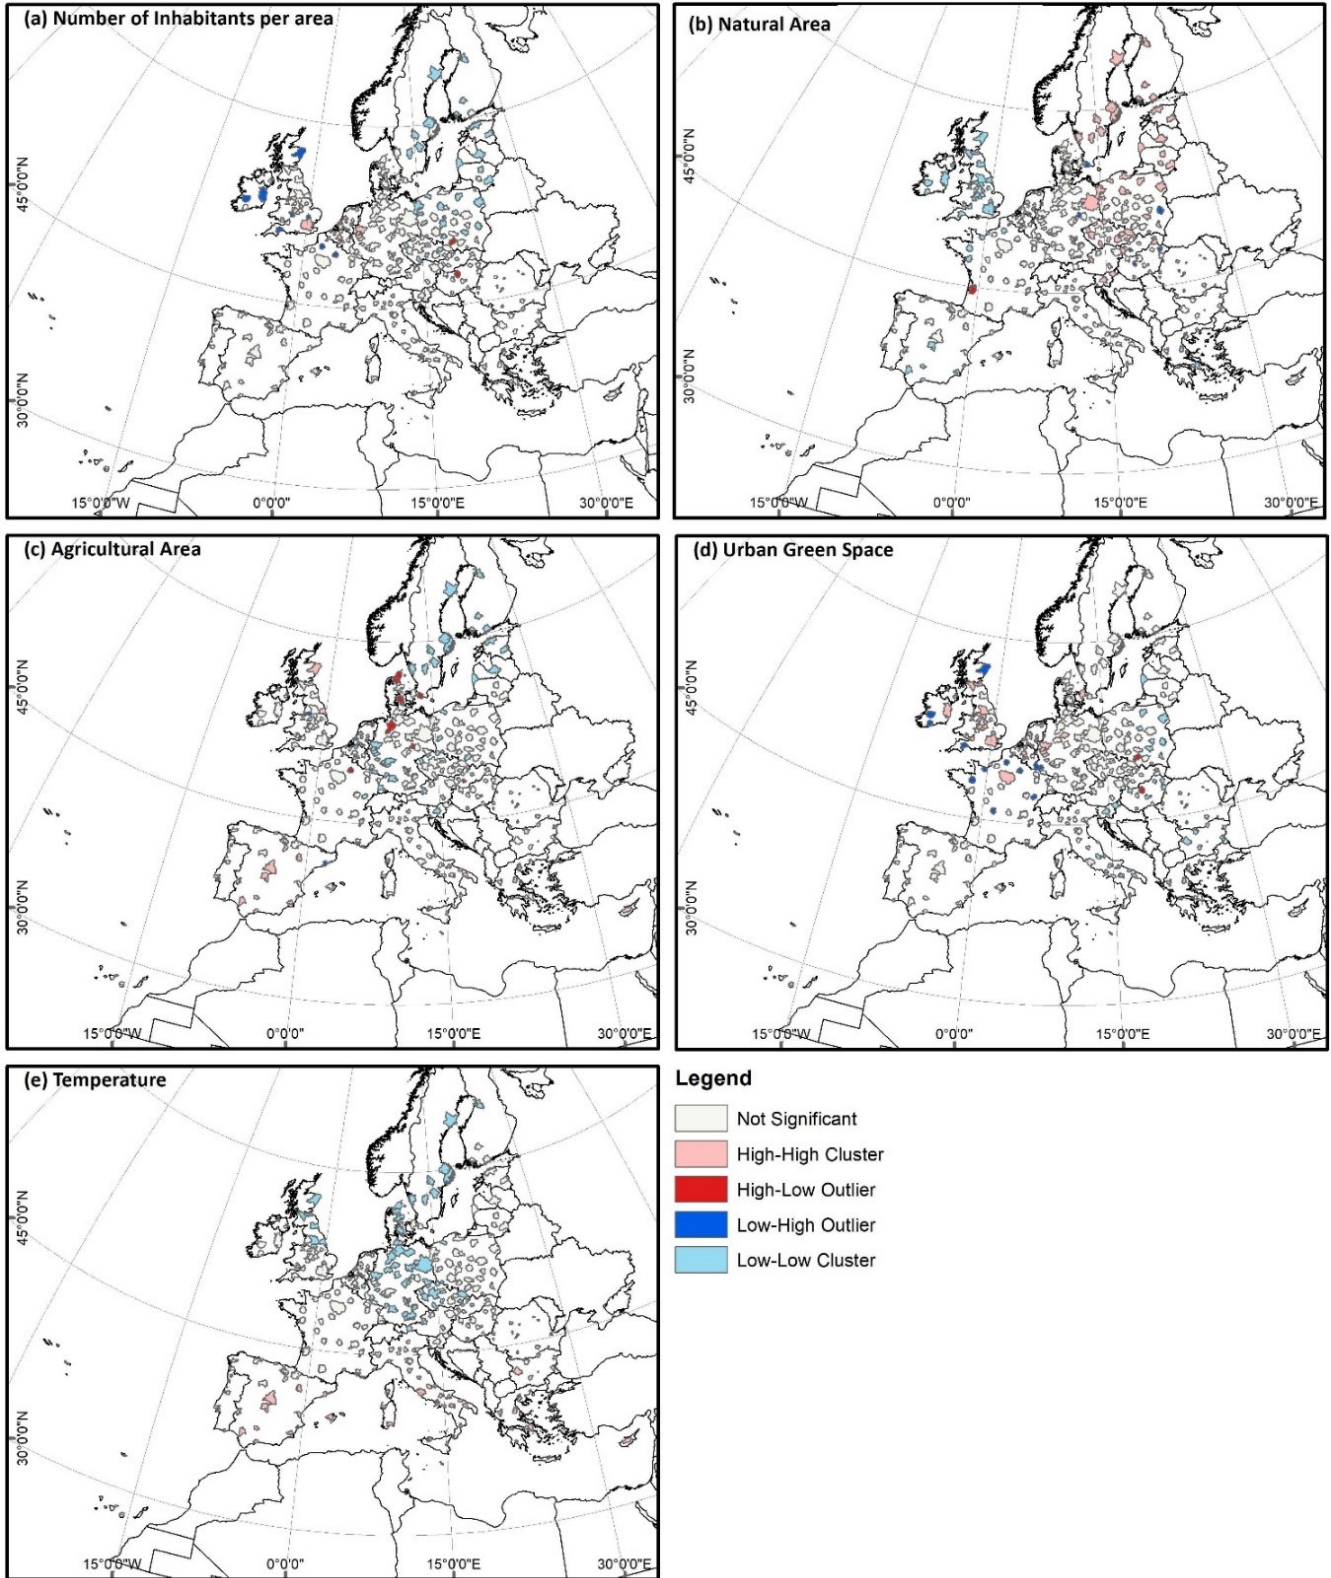 (a) Number of Inhabitants per area
45°0'0"N
30°0'0"N
15°0'0"W 0°0'0" 15°0'0"E 30°0'0"E
(b) Natural Area
45°0'0"N
30°0'0"N
15°0'0"W 0°0'0" 15°0'0"E 30°0'0"E
(c) Agricultural Area
45°0'0"N
30°0'0"N
15°0'0"W 0°0'0" 15°0'0"E 30°0'0"E
(d) Urban Green Space
45°0'0"N
30°0'0"N
15°0'0"W 0°0'0" 15°0'0"E 30°0'0"E
(e) Temperature
45°0'0"N
30°0'0"N
15°0'0"W 0°0'0" 15°0'0"E 30°0'0"E
Legend
Not Significant
High-High Cluster
High-Low Outlier
Low-High Outlier
Low-Low Cluster